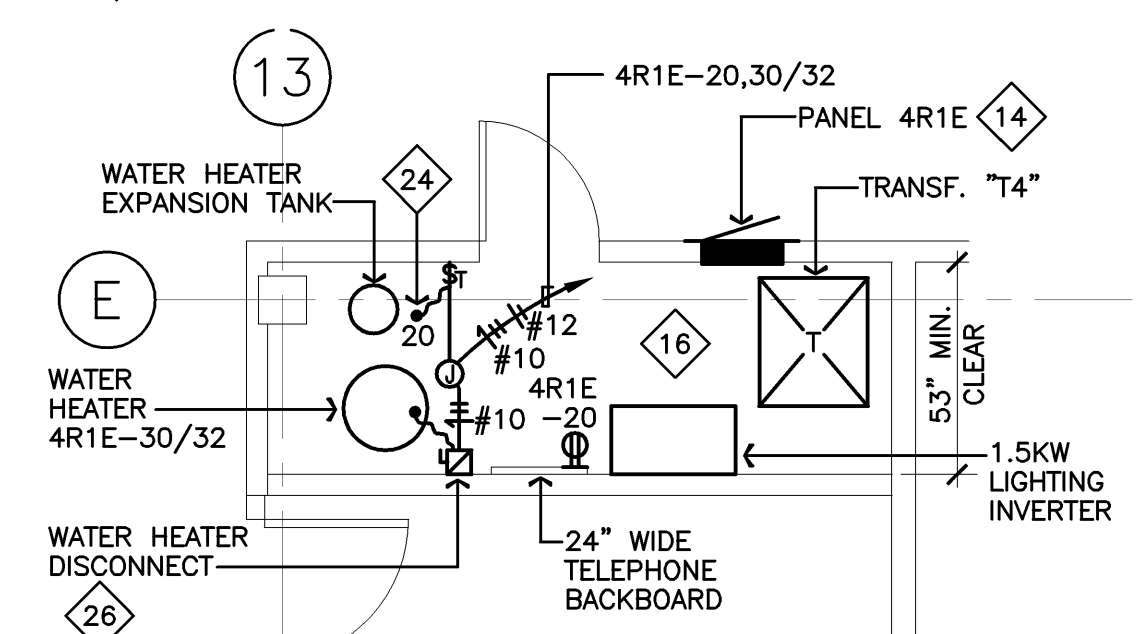 13
4R1E-20,30/32
PANEL 4R1E 14
WATER HEATER
EXPANSION TANK
24
TRANSF. "T4"
E
$T
20
#12
#10
16
T
53" MIN.
CLEAR
J
WATER
HEATER
4R1E-30/32
4R1E
-20
#10
1.5KW
LIGHTING
INVERTER
WATER HEATER
DISCONNECT
24" WIDE
TELEPHONE
BACKBOARD
26